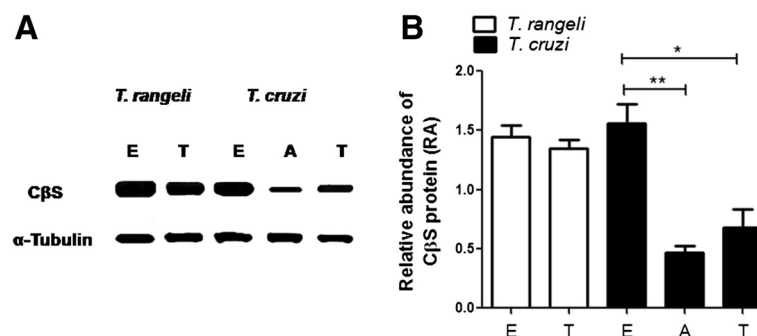 A
T. rangeli T. cruzi
E T E A T
CβS
α-Tubulin
B
T. rangeli
T. cruzi
*
**
Relative abundance of
CβS protein (RA)
2.0
1.5
1.0
0.5
0.0
E T E A T